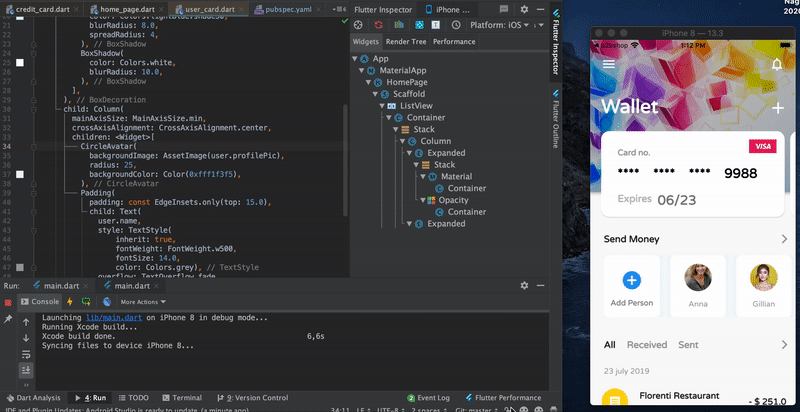 credit_card.dart
home_page.dart
user_card.dart
pubspec.yaml
Flutter Inspector
iPhone ...
Platform: iOS
Widgets
Render Tree
Performance
21 blurRadius: 8.0,
22 spreadRadius: 4,
23 ), // BoxShadow
24 BoxShadow(
25 color: Colors.white,
26 blurRadius: 10.0,
27 ), // BoxShadow
28 ],
29 ), // BoxDecoration
30 child: Column(
31 mainAxisSize: MainAxisSize.min,
32 crossAxisAlignment: CrossAxisAlignment.center,
33 children: <Widget>[
34 CircleAvatar(
35 backgroundImage: AssetImage(user.profilePic),
36 radius: 25,
37 backgroundColor: Color(0xfff1f3f5),
38 ), // CircleAvatar
39 Padding(
40 padding: const EdgeInsets.only(top: 15.0),
41 child: Text(
42 user.name,
43 style: TextStyle(
44 inherit: true,
45 fontWeight: FontWeight.w500,
46 fontSize: 14.0,
47 color: Colors.grey), // TextStyle
overflow: TextOverflow.fade
App
MaterialApp
HomePage
Scaffold
ListView
Container
Stack
Column
Expanded
Stack
Material
Container
Opacity
Container
Expanded
Flutter Inspector
Flutter Outline
Run:
main.dart
main.dart
Console
More Actions
Launching lib/main.dart on iPhone 8 in debug mode...
Running Xcode build...
Xcode build done. 6,6s
Syncing files to device iPhone 8...
Dart Analysis
4: Run
TODO
Terminal
9: Version Control
2 Event Log
Flutter Performance
IDE and Plugin Updates: Android Studio is ready to update. (a minute ago)
34:11 LF UTF-8 2 spaces Git: master
Nag
202
iPhone 8 — 13.3
1:12 PM
Wallet
Card no.
VISA
**** **** **** 9988
Expires 06/23
Send Money
Add Person
Anna
Gillian
All
Received
Sent
23 july 2019
Florenti Restaurant
- $ 251.0